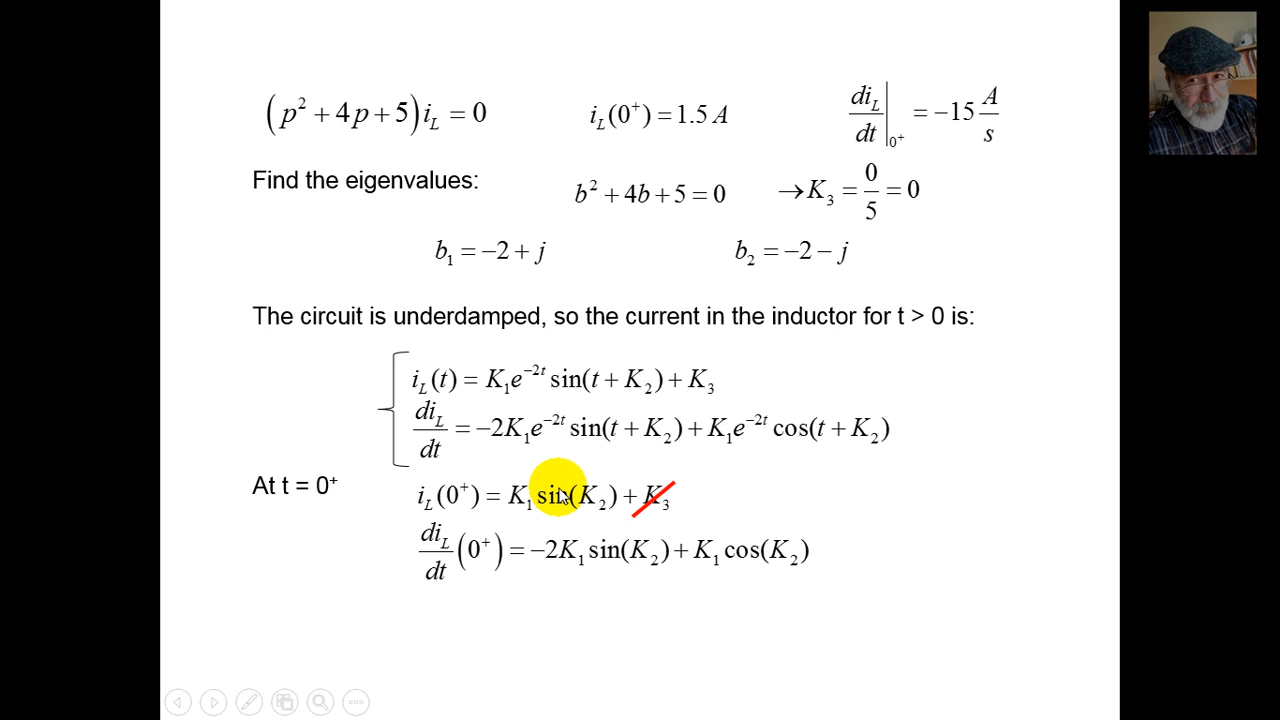 (p² + 4p + 5) i_L = 0    i_L(0⁺) = 1.5 A    di_L/dt |₀₊ = −15 A/s
Find the eigenvalues:    b² + 4b + 5 = 0    → K₃ = 0/5 = 0
b₁ = −2 + j    b₂ = −2 − j
The circuit is underdamped, so the current in the inductor for t > 0 is:
i_L(t) = K₁e^(−2t) sin(t + K₂) + K₃
di_L/dt = −2K₁e^(−2t) sin(t + K₂) + K₁e^(−2t) cos(t + K₂)
At t = 0⁺    i_L(0⁺) = K₁ sin(K₂) + K₃
di_L/dt (0⁺) = −2K₁ sin(K₂) + K₁ cos(K₂)